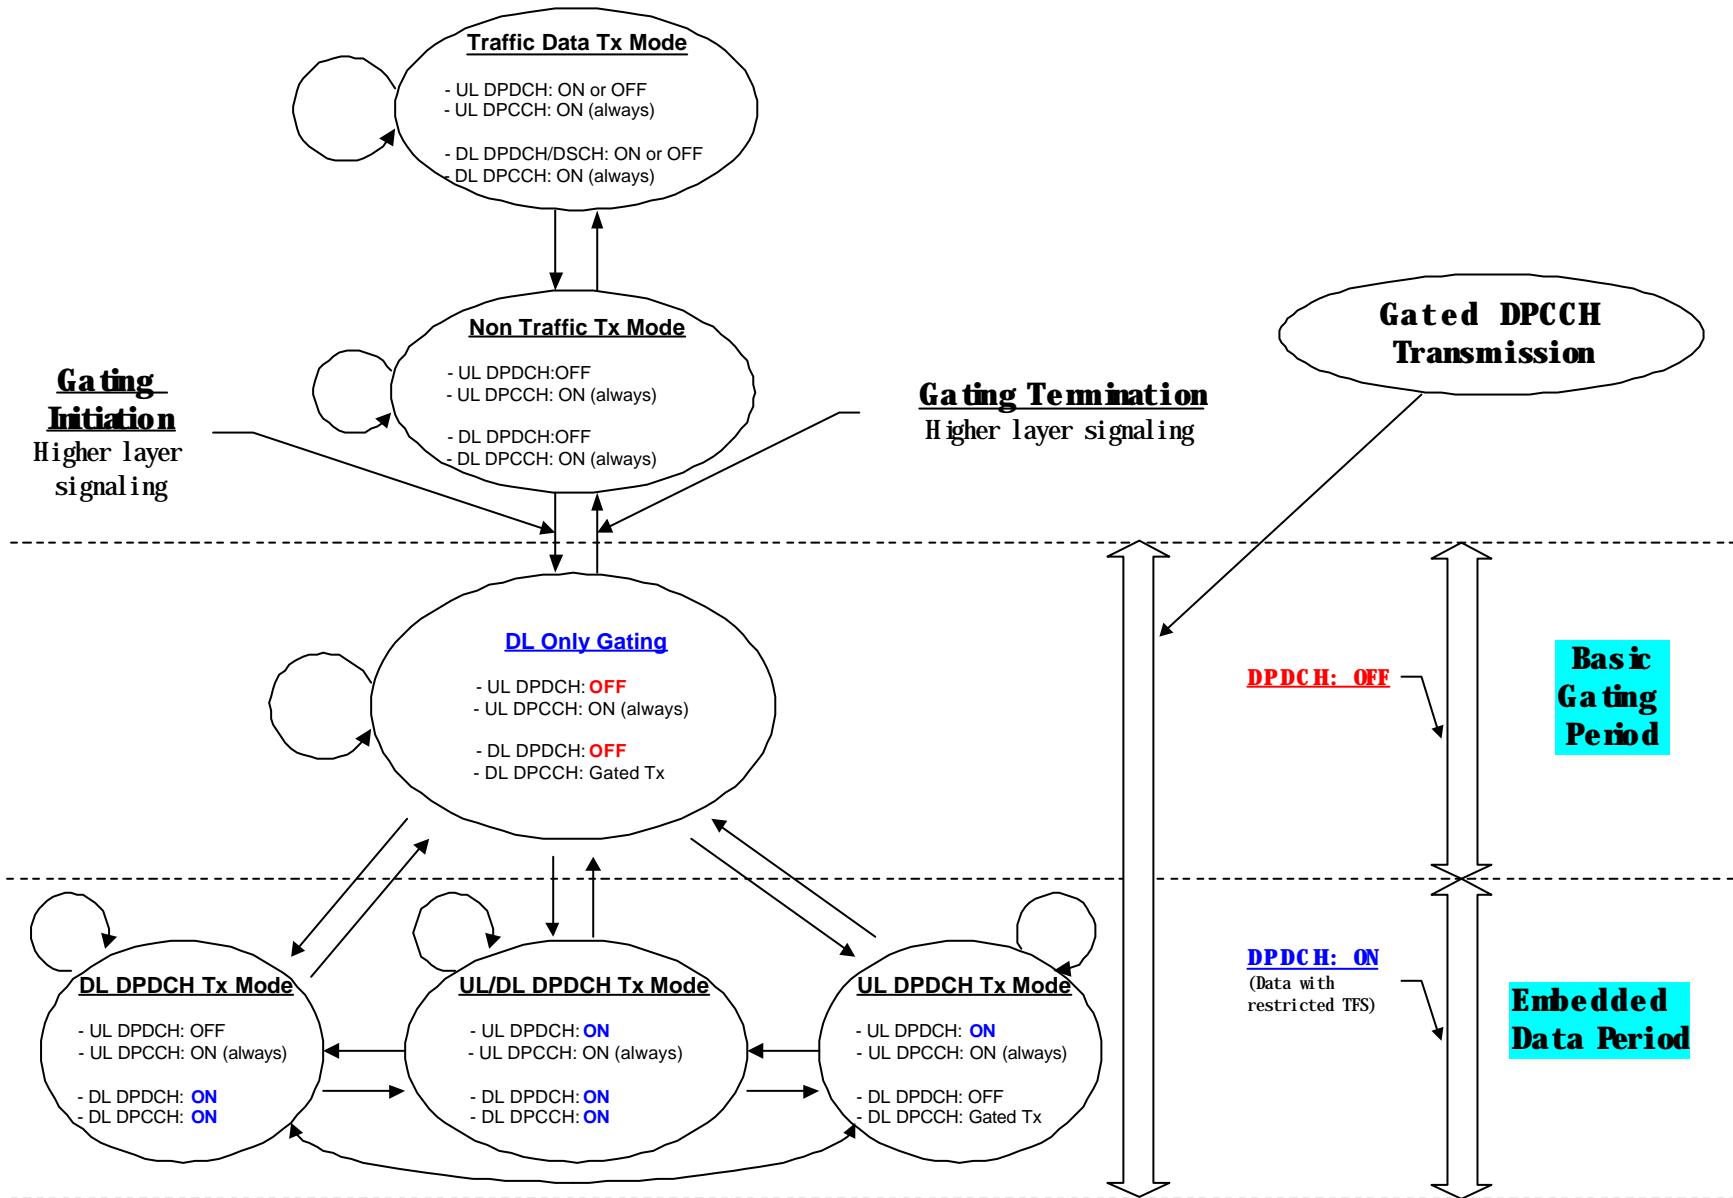 Traffic Data Tx Mode
- UL DPDCH: ON or OFF
- UL DPCCH: ON (always)
- DL DPDCH/DSCH: ON or OFF
- DL DPCCH: ON (always)
Non Traffic Tx Mode
- UL DPDCH:OFF
- UL DPCCH: ON (always)
- DL DPDCH:OFF
- DL DPCCH: ON (always)
Gating
Initiation
Higher layer
signaling
Gating Termination
Higher layer signaling
Gated DPCCH
Transmission
DL Only Gating
- UL DPDCH: OFF
- UL DPCCH: ON (always)
- DL DPDCH: OFF
- DL DPCCH: Gated Tx
DPDCH: OFF
Basic
Gating
Period
DL DPDCH Tx Mode
- UL DPDCH: OFF
- UL DPCCH: ON (always)
- DL DPDCH: ON
- DL DPCCH: ON
UL/DL DPDCH Tx Mode
- UL DPDCH: ON
- UL DPCCH: ON (always)
- DL DPDCH: ON
- DL DPCCH: ON
UL DPDCH Tx Mode
- UL DPDCH: ON
- UL DPCCH: ON (always)
- DL DPDCH: OFF
- DL DPCCH: Gated Tx
DPDCH: ON
(Data with
restricted TFS)
Embedded
Data Period